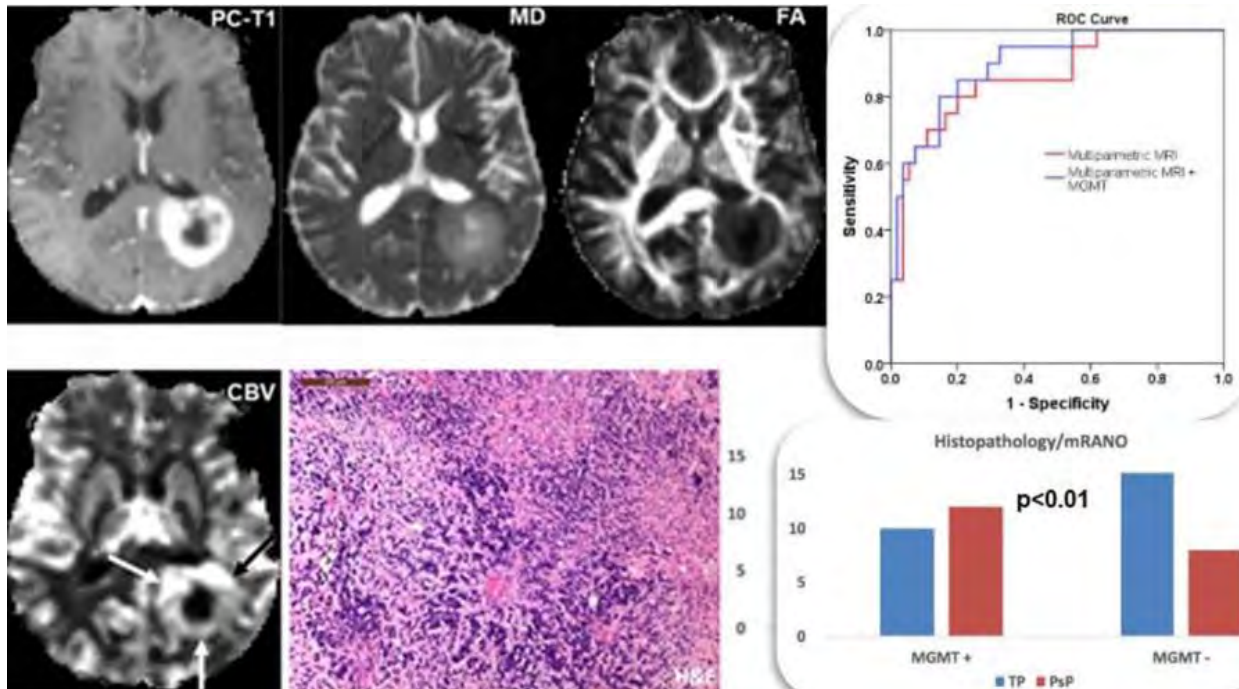 PC-T1
MD
FA
ROC Curve
1.0
0.8
0.6
0.4
0.2
0.0
Sensitivity
Multiparmetric MRI
Multiparametric MRI +
MGMT
0.0 0.2 0.4 0.6 0.8 1.0
1 - Specificity
CBV
H&E
15
10
5
0
Histopathology/mRANO
15
10
5
0
p<0.01
MGMT + MGMT -
TP PsP